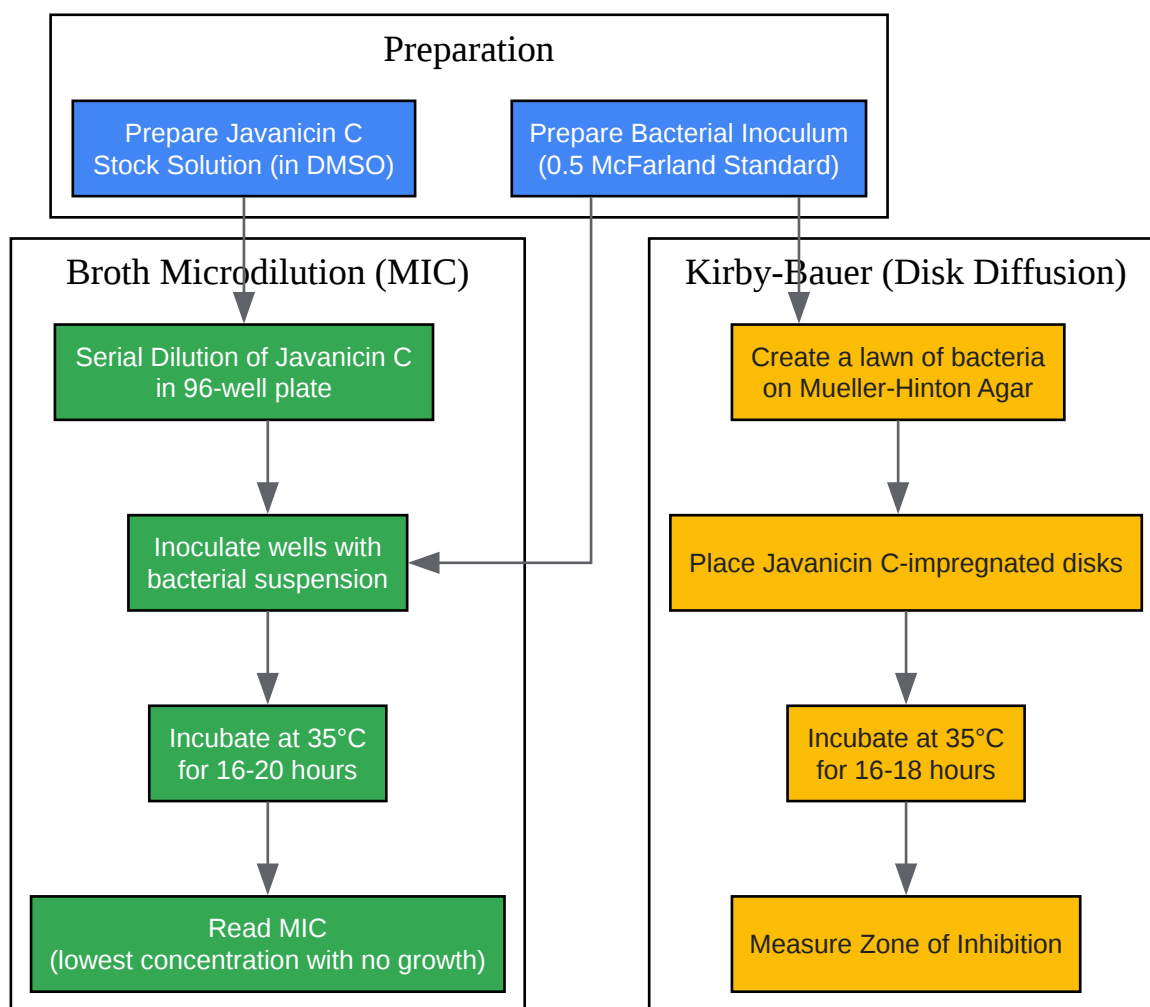 Preparation
Prepare Javanicin C
Stock Solution (in DMSO)
Prepare Bacterial Inoculum
(0.5 McFarland Standard)
Broth Microdilution (MIC)
Serial Dilution of Javanicin C
in 96-well plate
Inoculate wells with
bacterial suspension
Incubate at 35°C
for 16-20 hours
Read MIC
(lowest concentration with no growth)
Kirby-Bauer (Disk Diffusion)
Create a lawn of bacteria
on Mueller-Hinton Agar
Place Javanicin C-impregnated disks
Incubate at 35°C
for 16-18 hours
Measure Zone of Inhibition